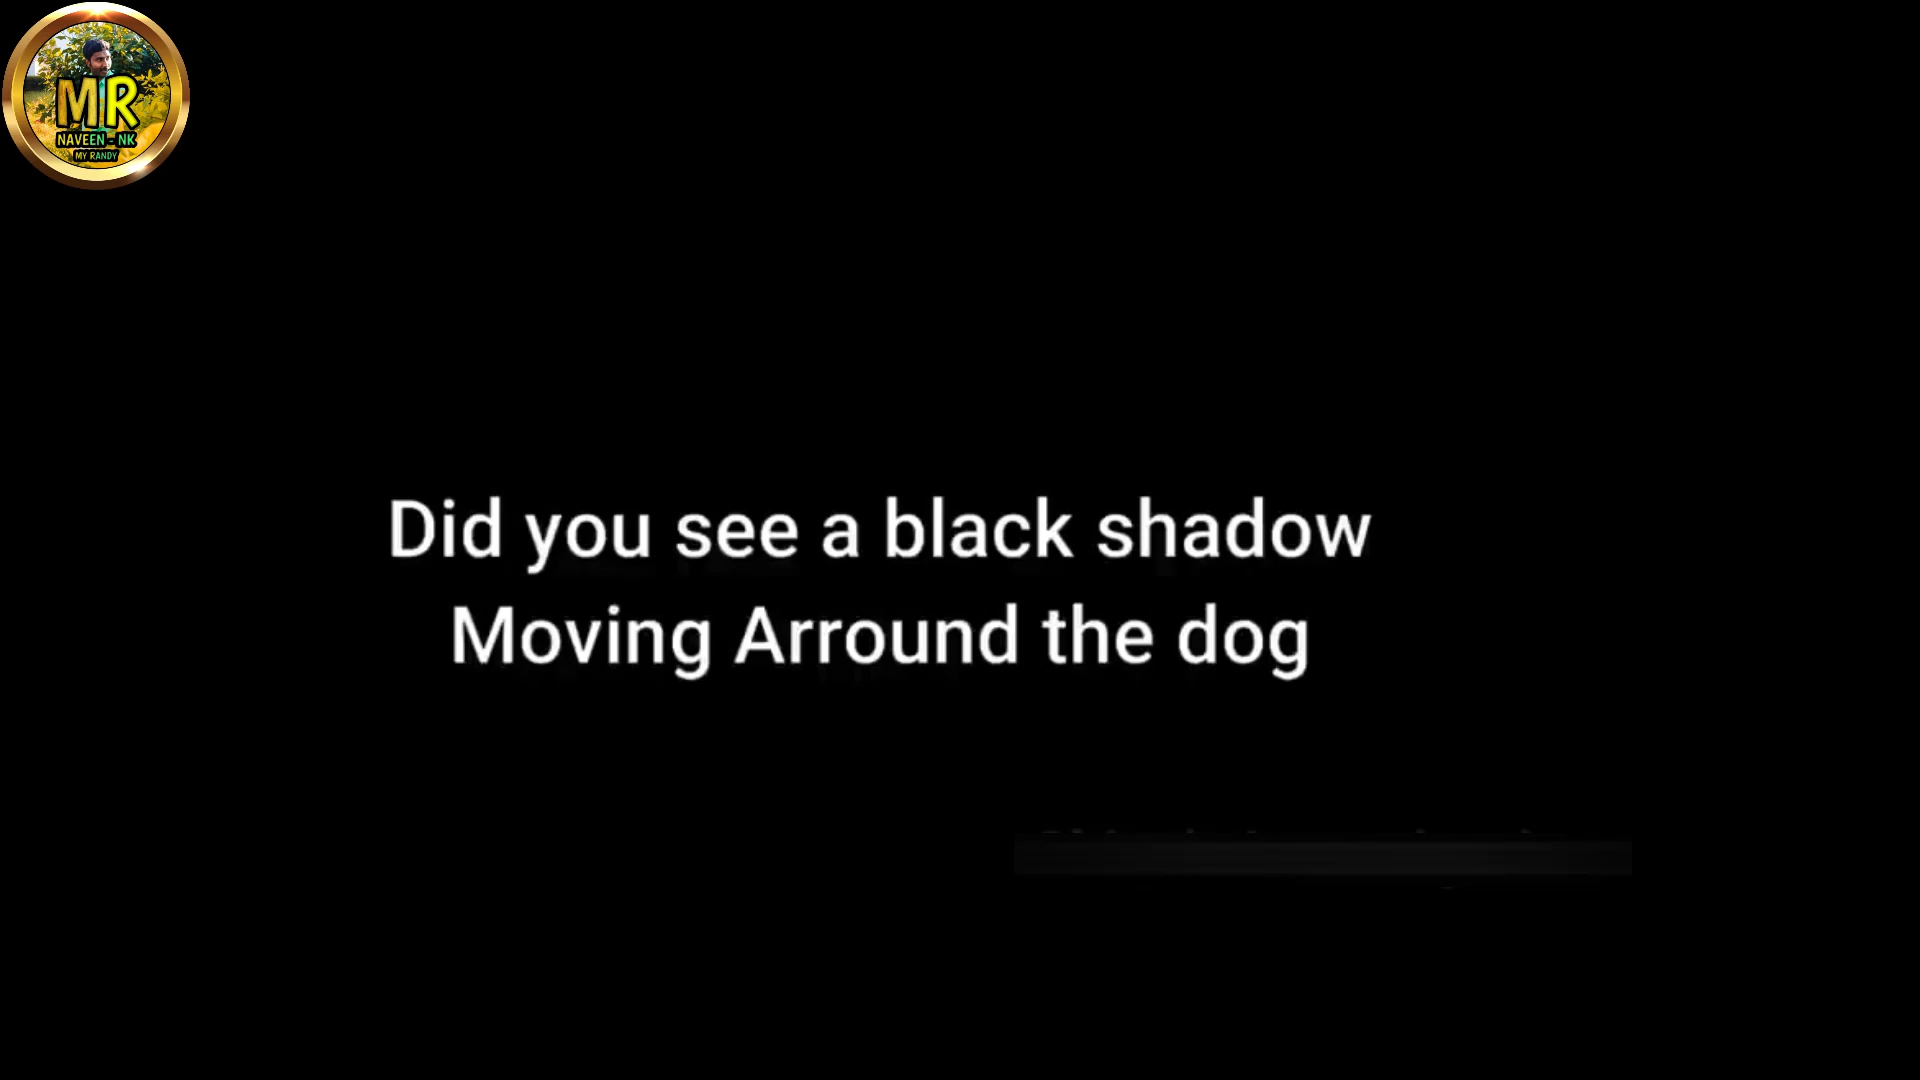 MR
NAVEEN - NK
MY RANDY
Did you see a black shadow
Moving Arround the dog